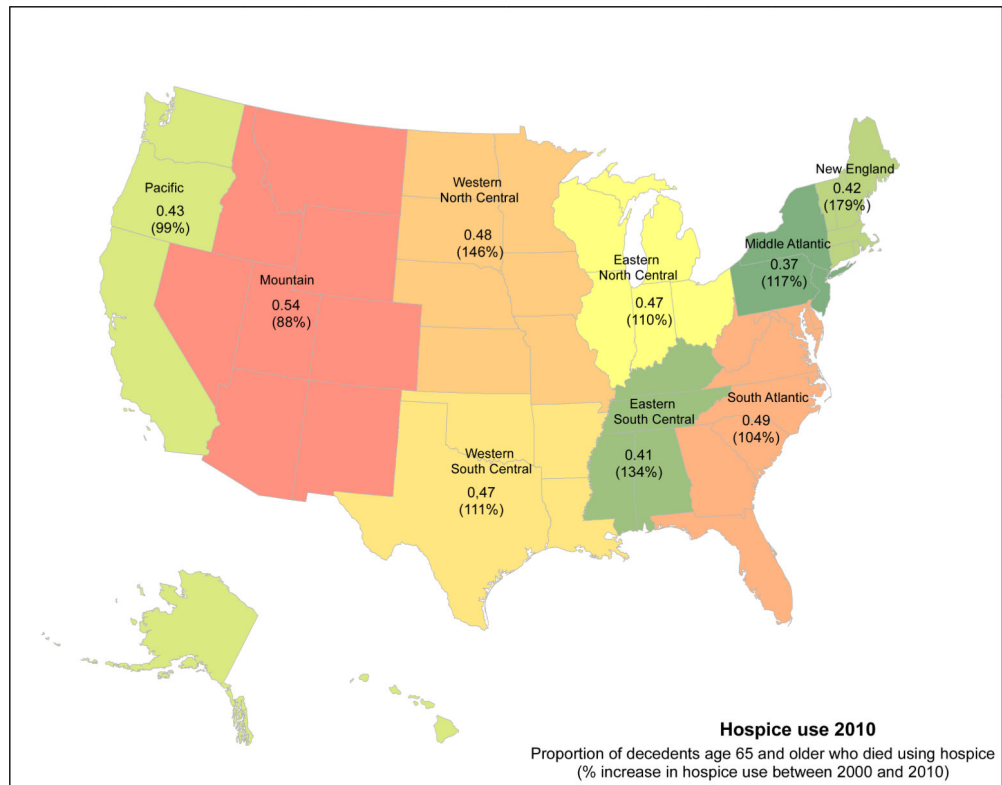 Pacific
0.43
(99%)
Mountain
0.54
(88%)
Western
North Central
0.48
(146%)
Western
South Central
0,47
(111%)
Eastern
North Central
0.47
(110%)
Eastern
South Central
0.41
(134%)
New England
0.42
(179%)
Middle Atlantic
0.37
(117%)
South Atlantic
0.49
(104%)
Hospice use 2010
Proportion of decedents age 65 and older who died using hospice
(% increase in hospice use between 2000 and 2010)